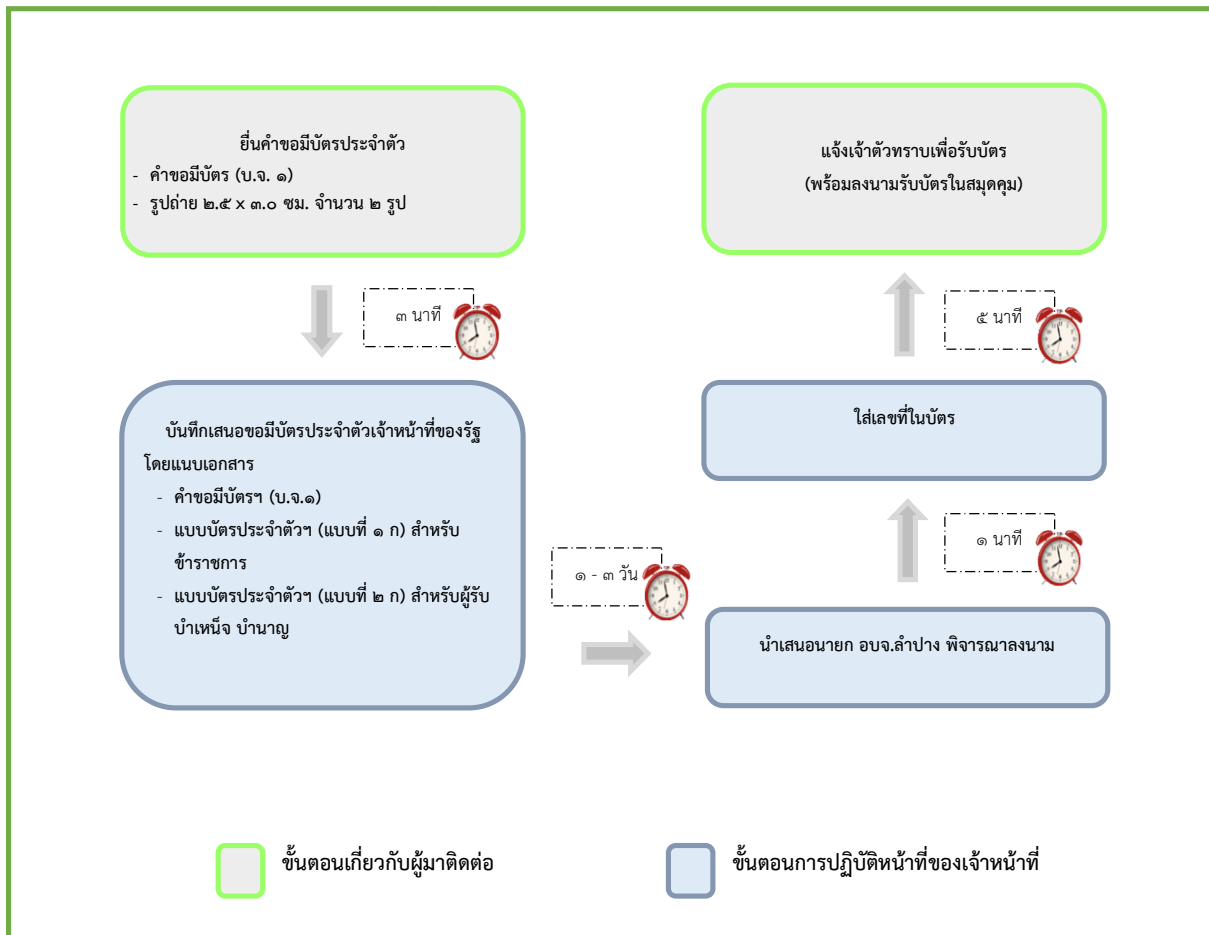 ยื่นคำขอมีบัตรประจำตัว
- คำขอมีบัตร (บ.จ. ๑)
- รูปถ่าย ๒.๕ x ๓.๐ ซม. จำนวน ๒ รูป
๓ นาที
บันทึกเสนอขอมีบัตรประจำตัวเจ้าหน้าที่ของรัฐ
โดยแนบเอกสาร
- คำขอมีบัตรฯ (บ.จ.๑)
- แบบบัตรประจำตัวฯ (แบบที่ ๑ ก) สำหรับ
ข้าราชการ
- แบบบัตรประจำตัวฯ (แบบที่ ๒ ก) สำหรับผู้รับ
บำเหน็จ บำนาญ
๑ - ๓ วัน
นำเสนอนายก อบจ.ลำปาง พิจารณาลงนาม
๑ นาที
ใส่เลขที่ในบัตร
๕ นาที
แจ้งเจ้าตัวทราบเพื่อรับบัตร
(พร้อมลงนามรับบัตรในสมุดคุม)
ขั้นตอนเกี่ยวกับผู้มาติดต่อ
ขั้นตอนการปฏิบัติหน้าที่ของเจ้าหน้าที่